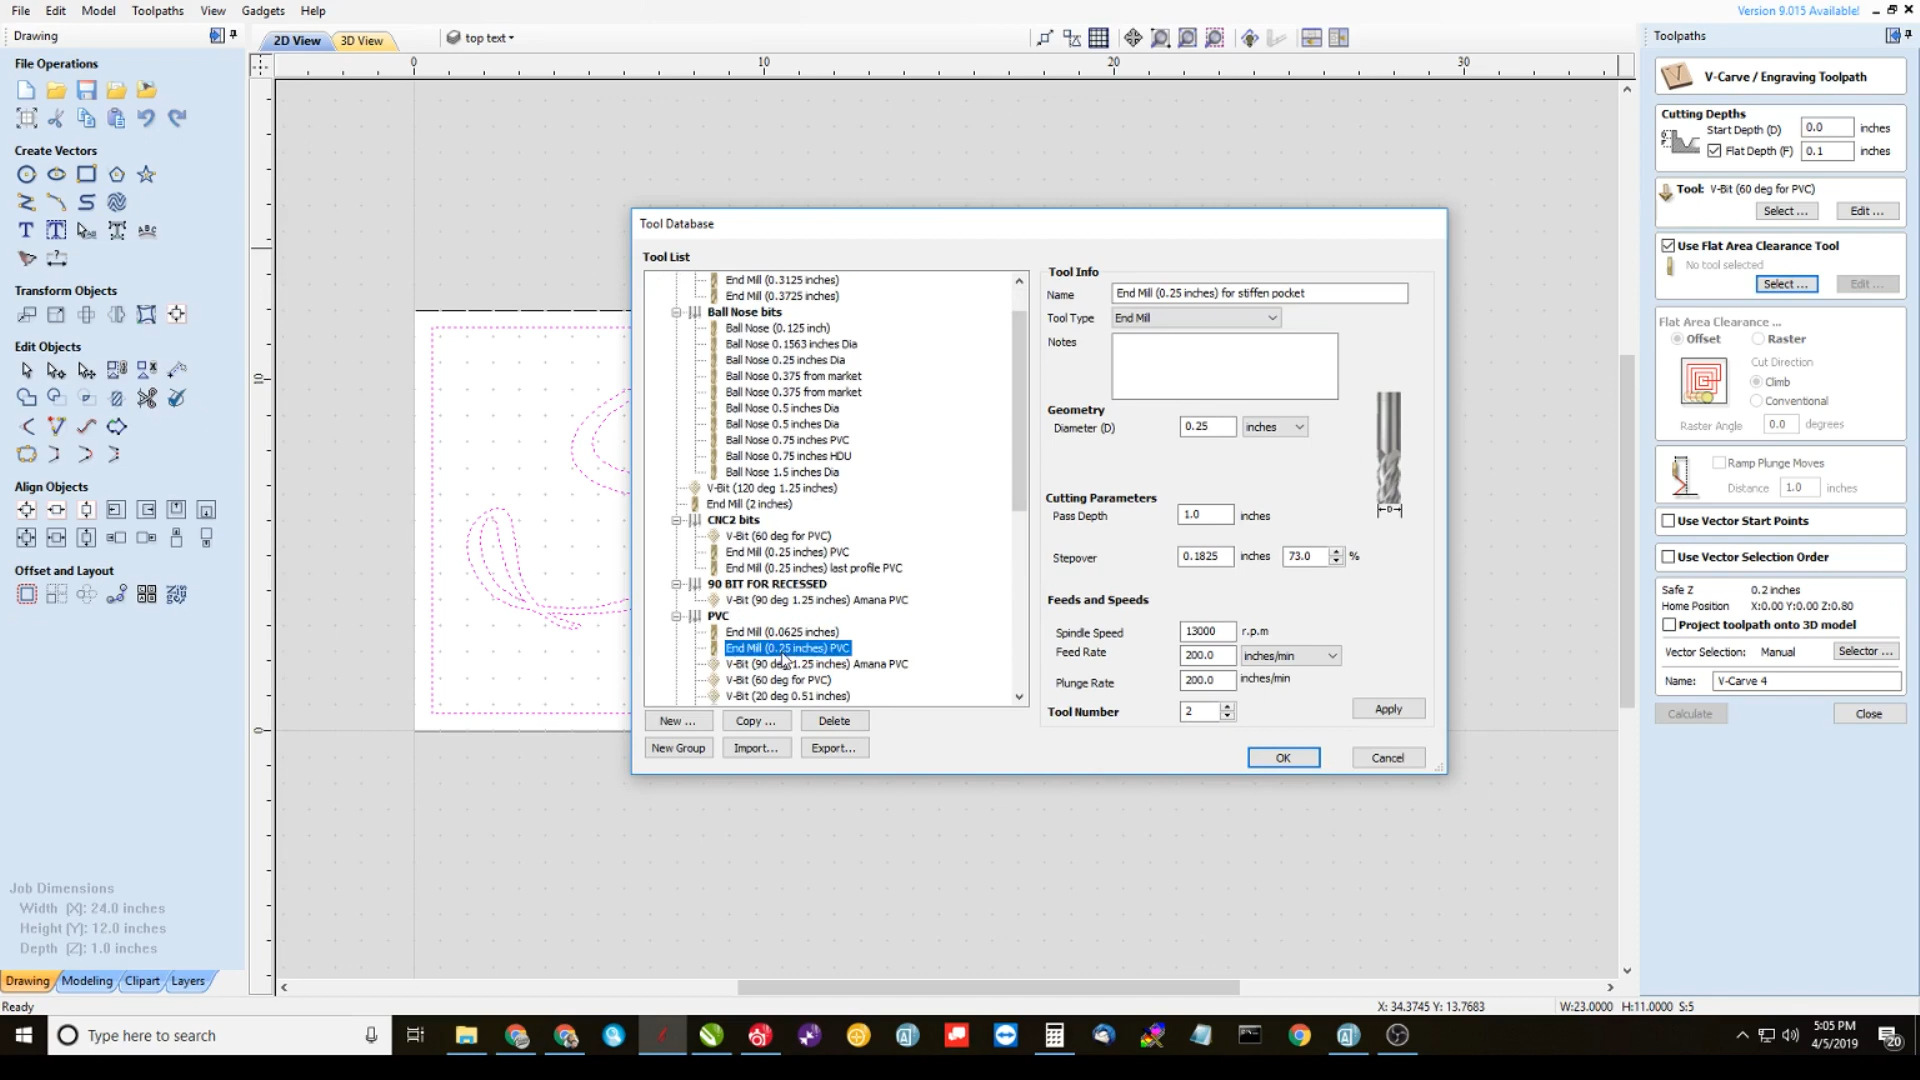 File Edit Model Toolpaths View Gadgets Help
Version 9.015 Available!
Drawing
File Operations
Create Vectors
Transform Objects
Edit Objects
Align Objects
Offset and Layout
Job Dimensions
Width (X): 24.0 inches
Height (Y): 12.0 inches
Depth (Z): 1.0 inches
Drawing Modeling Clipart Layers
Ready
2D View 3D View
top text
0 10 20 30
10
0
Tool Database
Tool List
End Mill (0.3125 inches)
End Mill (0.3725 inches)
Ball Nose bits
Ball Nose (0.125 inch)
Ball Nose 0.1563 inches Dia
Ball Nose 0.25 inches Dia
Ball Nose 0.375 from market
Ball Nose 0.375 from market
Ball Nose 0.5 inches Dia
Ball Nose 0.5 inches Dia
Ball Nose 0.75 inches PVC
Ball Nose 0.75 inches HDU
Ball Nose 1.5 inches Dia
V-Bit (120 deg 1.25 inches)
End Mill (2 inches)
CNC2 bits
V-Bit (60 deg for PVC)
End Mill (0.25 inches) PVC
End Mill (0.25 inches) last profile PVC
90 BIT FOR RECESSED
V-Bit (90 deg 1.25 inches) Amana PVC
PVC
End Mill (0.0625 inches)
End Mill (0.25 inches) PVC
V-Bit (90 deg 1.25 inches) Amana PVC
V-Bit (60 deg for PVC)
V-Bit (20 deg 0.51 inches)
New ... Copy ... Delete
New Group Import... Export...
Tool Info
Name End Mill (0.25 inches) for stiffen pocket
Tool Type End Mill
Notes
Geometry
Diameter (D) 0.25 inches
D
Cutting Parameters
Pass Depth 1.0 inches
Stepover 0.1825 inches 73.0 %
Feeds and Speeds
Spindle Speed 13000 r.p.m
Feed Rate 200.0 inches/min
Plunge Rate 200.0 inches/min
Tool Number 2 Apply
OK Cancel
Toolpaths
V-Carve / Engraving Toolpath
Cutting Depths
Start Depth (D) 0.0 inches
Flat Depth (F) 0.1 inches
Tool: V-Bit (60 deg for PVC)
Select ... Edit ...
Use Flat Area Clearance Tool
No tool selected
Select ... Edit ...
Flat Area Clearance ...
Offset Raster
Cut Direction
Climb
Conventional
Raster Angle 0.0 degrees
Ramp Plunge Moves
Distance 1.0 inches
Use Vector Start Points
Use Vector Selection Order
Safe Z 0.2 inches
Home Position X:0.00 Y:0.00 Z:0.80
Project toolpath onto 3D model
Vector Selection: Manual Selector ...
Name: V-Carve 4
Calculate Close
X: 34.3745 Y: 13.7683 W:23.0000 H:11.0000 S:5
Type here to search
5:05 PM
4/5/2019
20